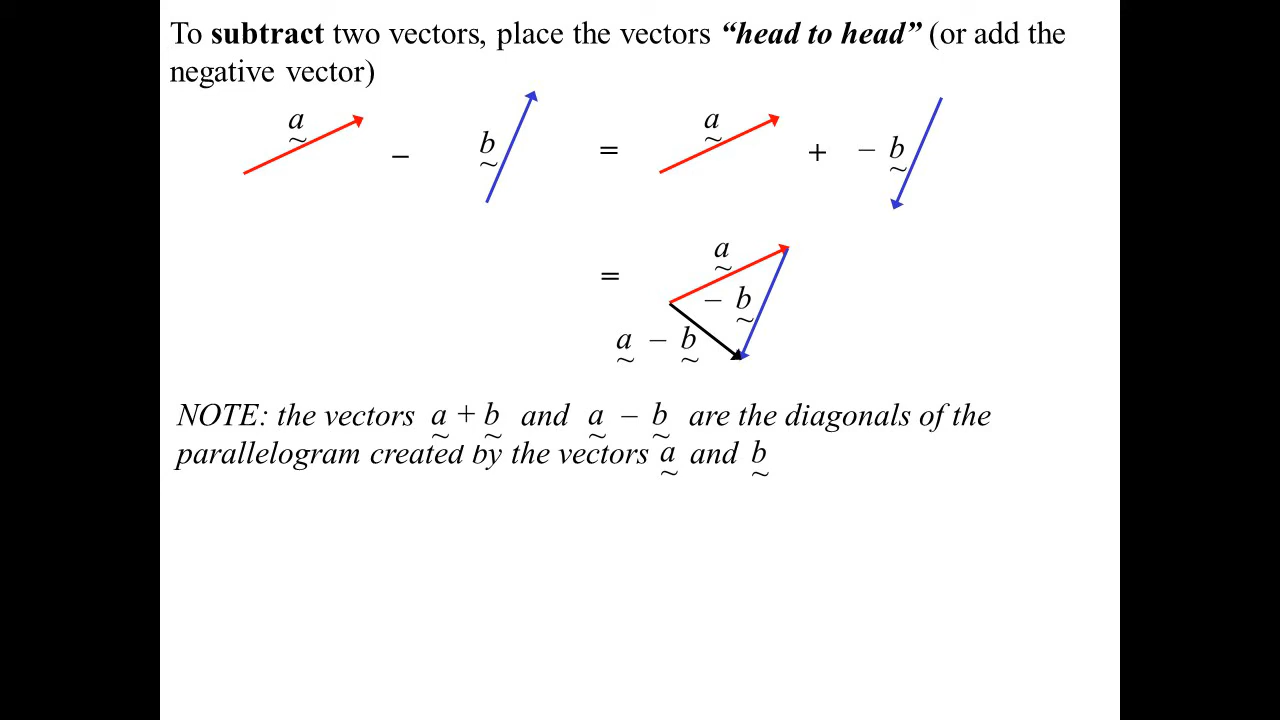 To subtract two vectors, place the vectors “head to head” (or add the
negative vector)
a ~ – b ~ = a ~ + – b ~
= a ~ – b ~
a ~ – b ~
NOTE: the vectors a ~ + b ~ and a ~ – b ~ are the diagonals of the
parallelogram created by the vectors a ~ and b ~